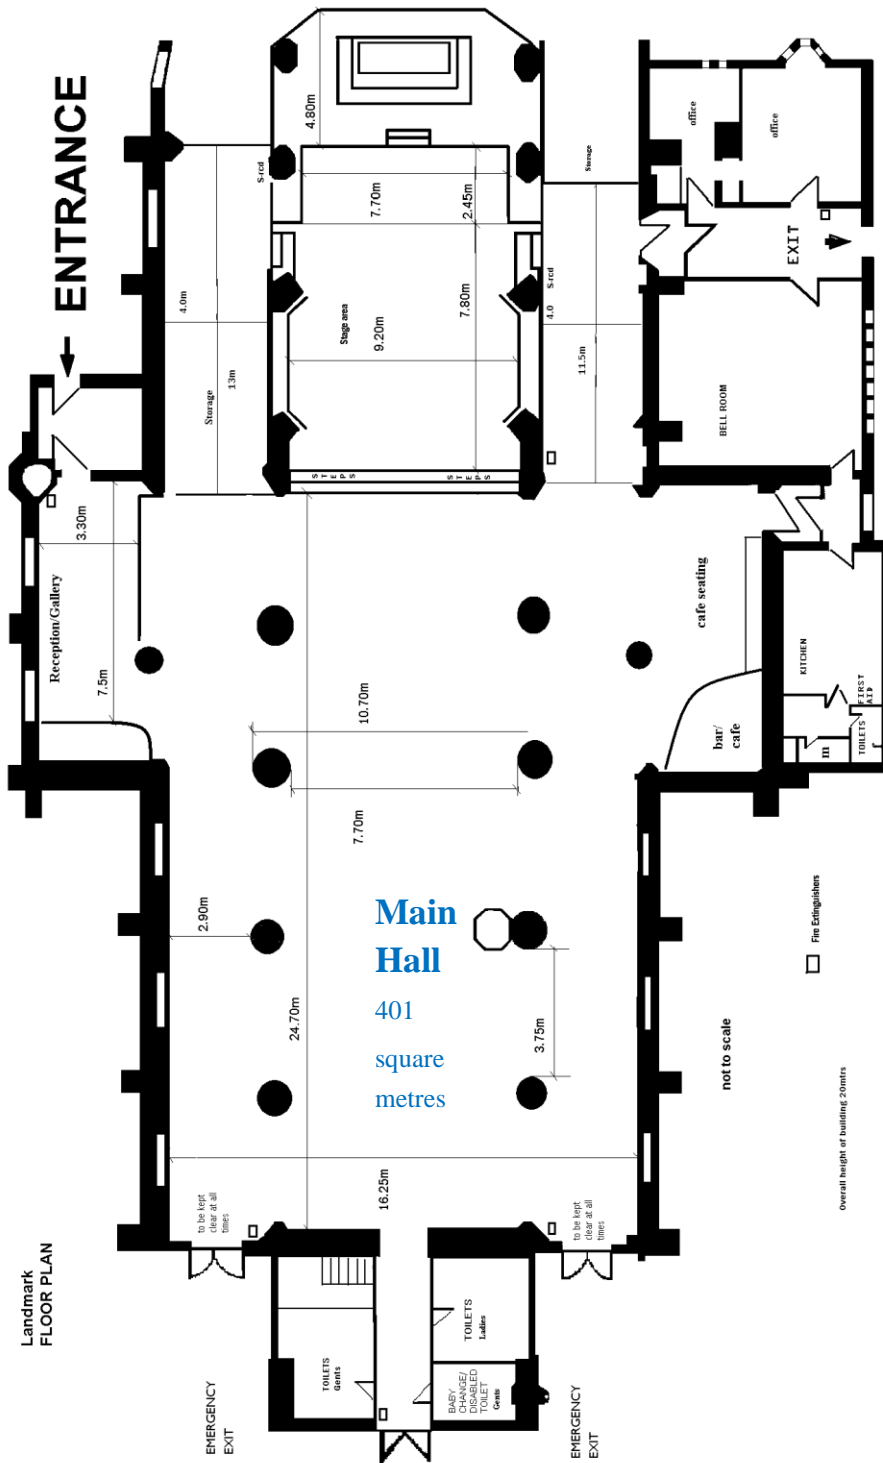 Landmark
FLOOR PLAN
ENTRANCE
4.80m
S-rcd
7.70m
2.45m
Storage
office
office
EXIT
4.0m
Storage
13m
Stage area
9.20m
7.80m
S-rcd
4.0
11.5m
BELL ROOM
STEPS
STEPS
3.30m
Reception/Gallery
7.5m
cafe seating
bar/
cafe
KITCHEN
FIRST
AID
TOILETS
m
f
10.70m
7.70m
2.90m
24.70m
Main
Hall
401
square
metres
3.75m
16.25m
Fire Extinguishers
not to scale
Overall height of building 20mtrs
to be kept
clear at all
times
to be kept
clear at all
times
TOILETS
Gents
TOILETS
Ladies
BABY
CHANGE/
DISABLED
TOILET
Gents
EMERGENCY
EXIT
EMERGENCY
EXIT